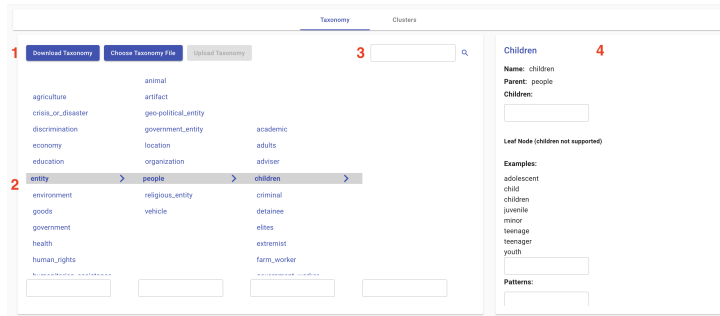 Taxonomy Clusters
1 Download Taxonomy Choose Taxonomy File Upload Taxonomy 3
animal
agriculture artifact
crisis_or_disaster geo-political_entity
discrimination government_entity academic
economy location adults
education organization adviser
2 entity people children
environment religious_entity criminal
goods vehicle detainee
government elites
health extremist
human_rights farm_worker
humanitarian_assistance government_worker
Children 4
Name: children
Parent: people
Children:
Leaf Node (children not supported)
Examples:
adolescent
child
children
juvenile
minor
teenage
teenager
youth
Patterns: